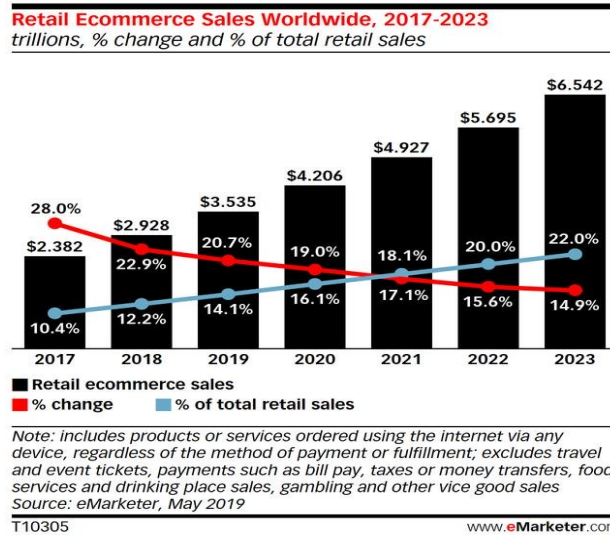 Retail Ecommerce Sales Worldwide, 2017-2023
trillions, % change and % of total retail sales
$6.542
$5.695
$4.927
$4.206
$3.535
$2.928
$2.382
28.0%
22.9%
20.7%
19.0%
18.1%
20.0%
22.0%
10.4%
12.2%
14.1%
16.1%
17.1%
15.6%
14.9%
2017 2018 2019 2020 2021 2022 2023
Retail ecommerce sales
% change % of total retail sales
Note: includes products or services ordered using the internet via any
device, regardless of the method of payment or fulfillment; excludes travel
and event tickets, payments such as bill pay, taxes or money transfers, food
services and drinking place sales, gambling and other vice good sales
Source: eMarketer, May 2019
T10305 www.eMarketer.com